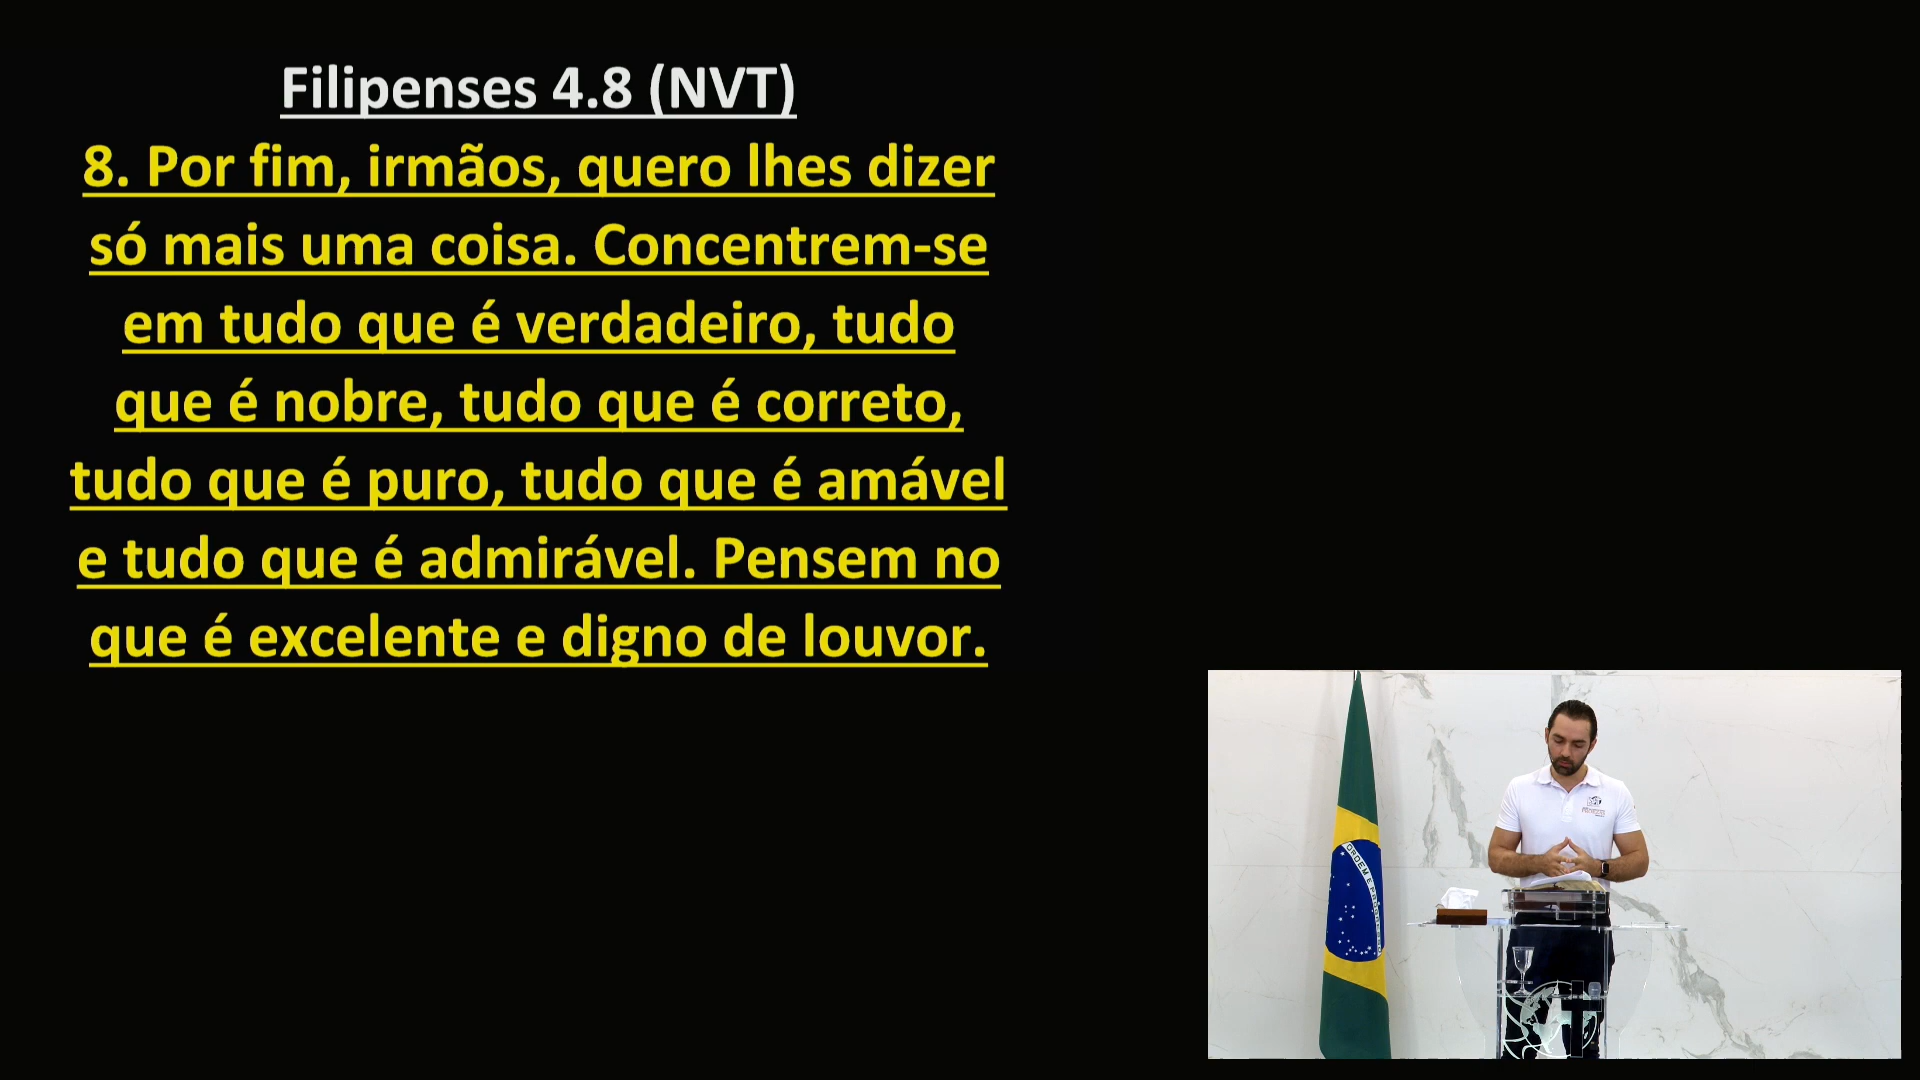 Filipenses 4.8 (NVT)
8. Por fim, irmãos, quero lhes dizer
só mais uma coisa. Concentrem-se
em tudo que é verdadeiro, tudo
que é nobre, tudo que é correto,
tudo que é puro, tudo que é amável
e tudo que é admirável. Pensem no
que é excelente e digno de louvor.